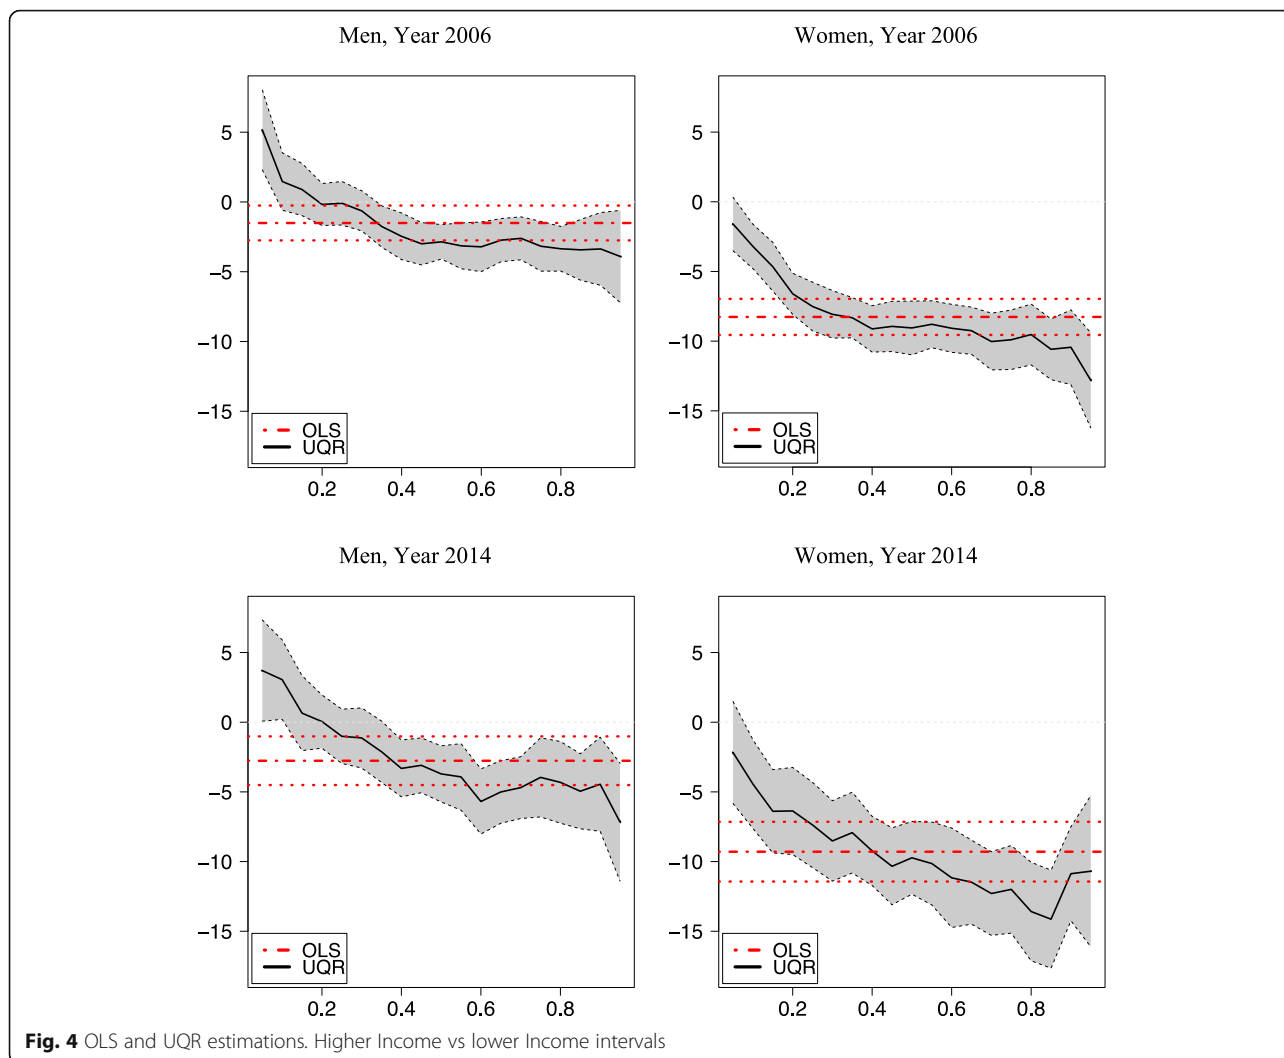 Men, Year 2006
5
0
−5
−10
−15
OLS
UQR
0.2 0.4 0.6 0.8
Women, Year 2006
5
0
−5
−10
−15
OLS
UQR
0.2 0.4 0.6 0.8
Men, Year 2014
5
0
−5
−10
−15
OLS
UQR
0.2 0.4 0.6 0.8
Women, Year 2014
5
0
−5
−10
−15
OLS
UQR
0.2 0.4 0.6 0.8
Fig. 4 OLS and UQR estimations. Higher Income vs lower Income intervals